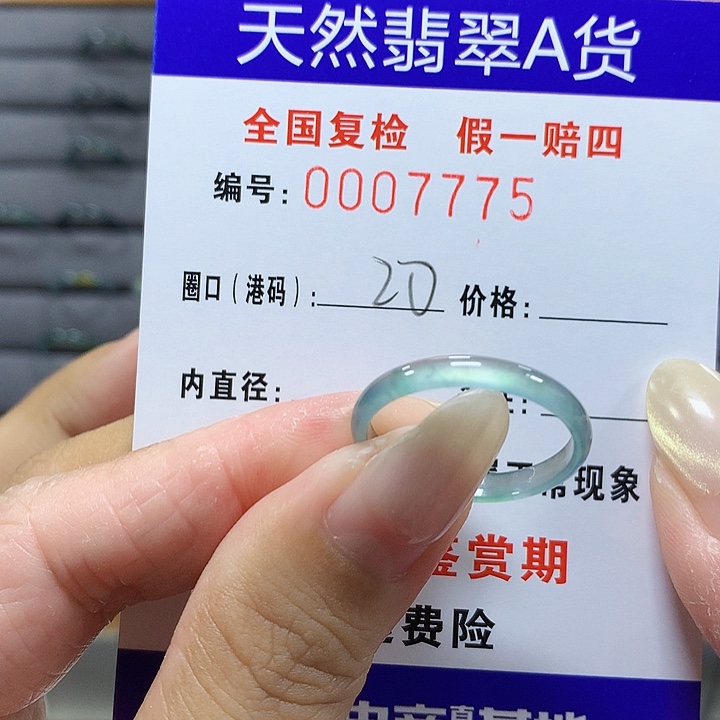 天然翡翠A货
全国复检 假一赔四
编号: 0007775
圈口（港码）: 20 价格:
内直径:
现象
鉴赏期
费险